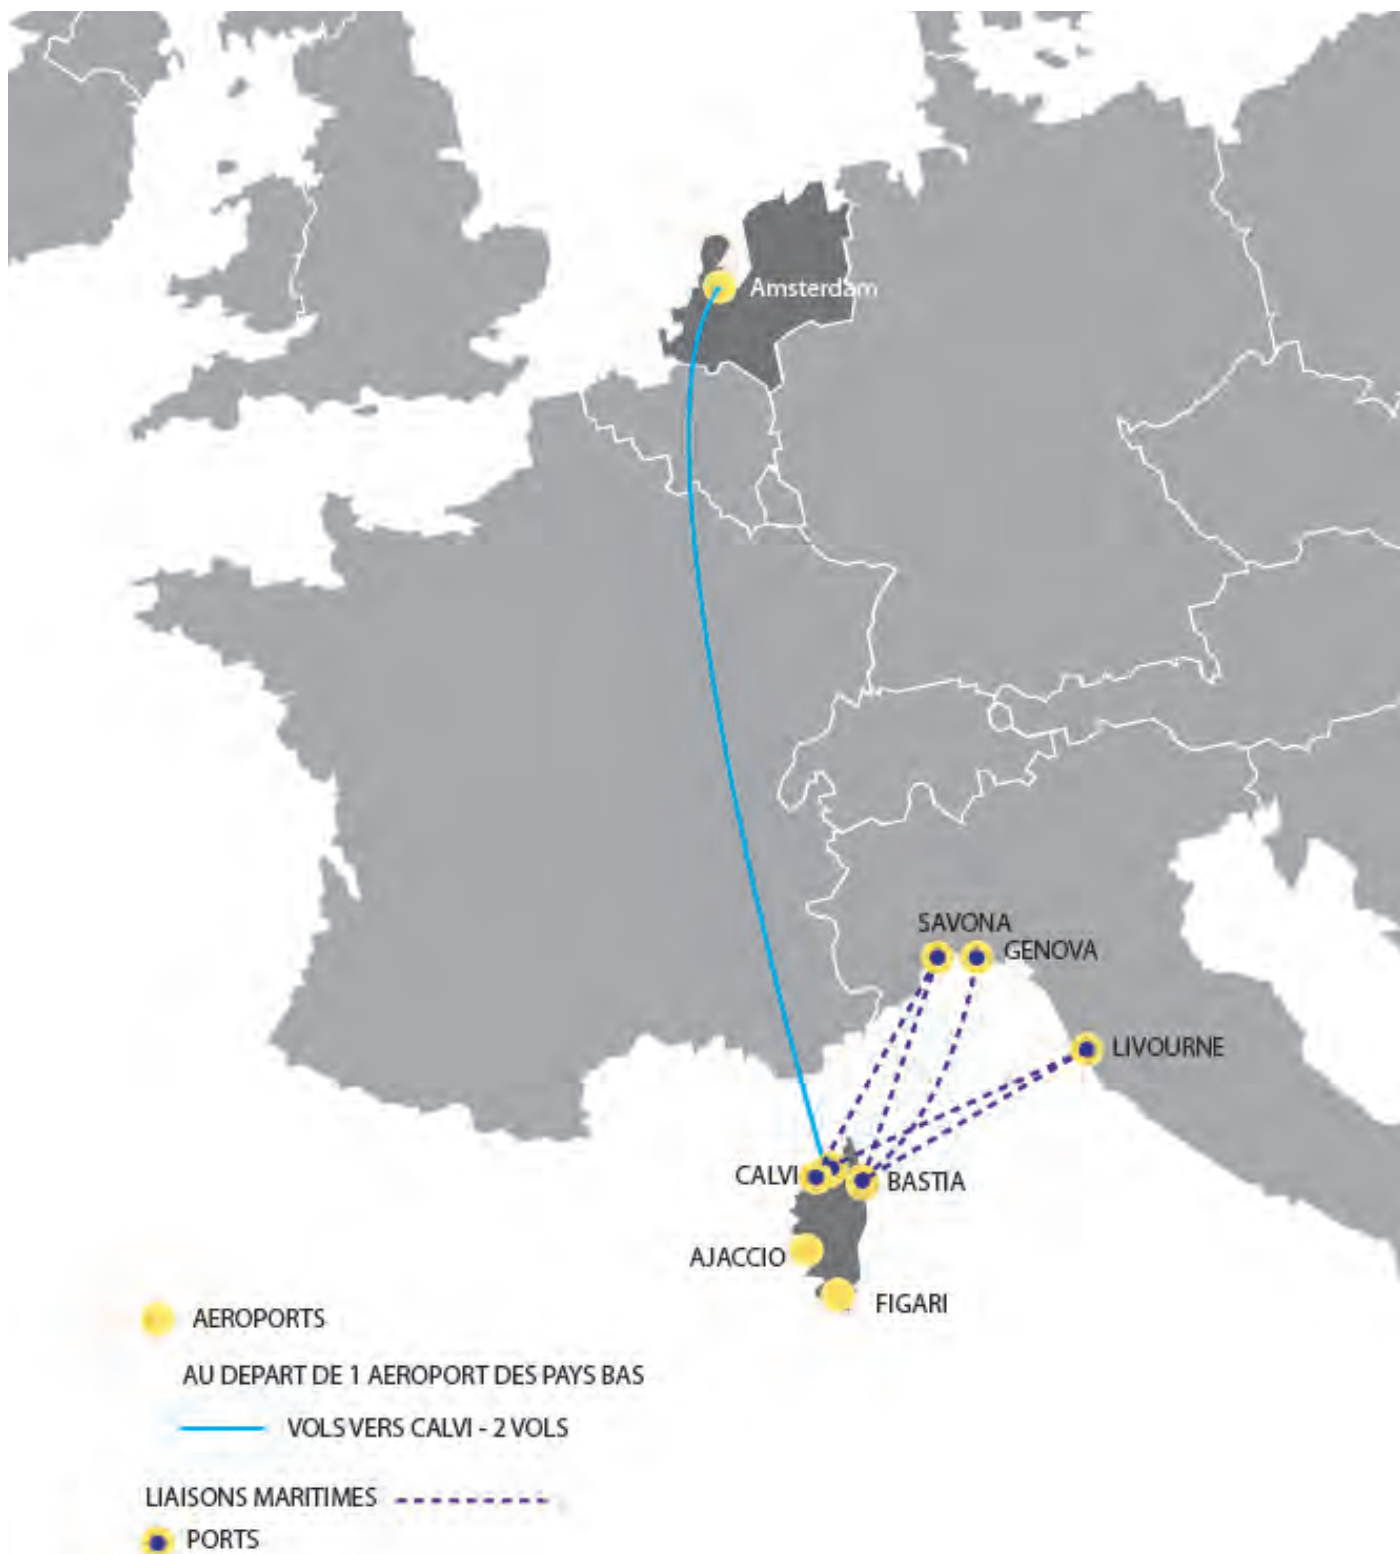 Amsterdam
SAVONA
GENOVA
LIVOURNE
CALVI
BASTIA
AJACCIO
FIGARI
AEROPORTS
AU DEPART DE 1 AEROPORT DES PAYS BAS
VOLS VERS CALVI - 2 VOLS
LIAISONS MARITIMES
PORTS